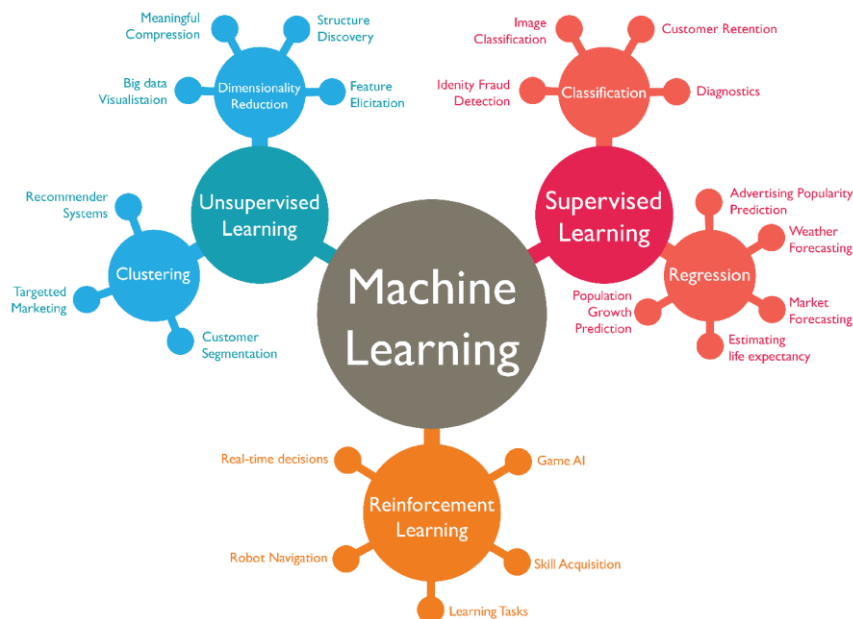 Meaningful
Compression
Structure
Discovery
Big data
Visualistaion
Dimensionality
Reduction
Feature
Elicitation
Image
Classification
Customer Retention
Idenity Fraud
Detection
Classification
Diagnostics
Recommender
Systems
Unsupervised
Learning
Supervised
Learning
Advertising Popularity
Prediction
Weather
Forecasting
Clustering
Machine
Learning
Regression
Targetted
Marketing
Population
Growth
Prediction
Market
Forecasting
Customer
Segmentation
Estimating
life expectancy
Real-time decisions
Game AI
Reinforcement
Learning
Robot Navigation
Skill Acquisition
Learning Tasks